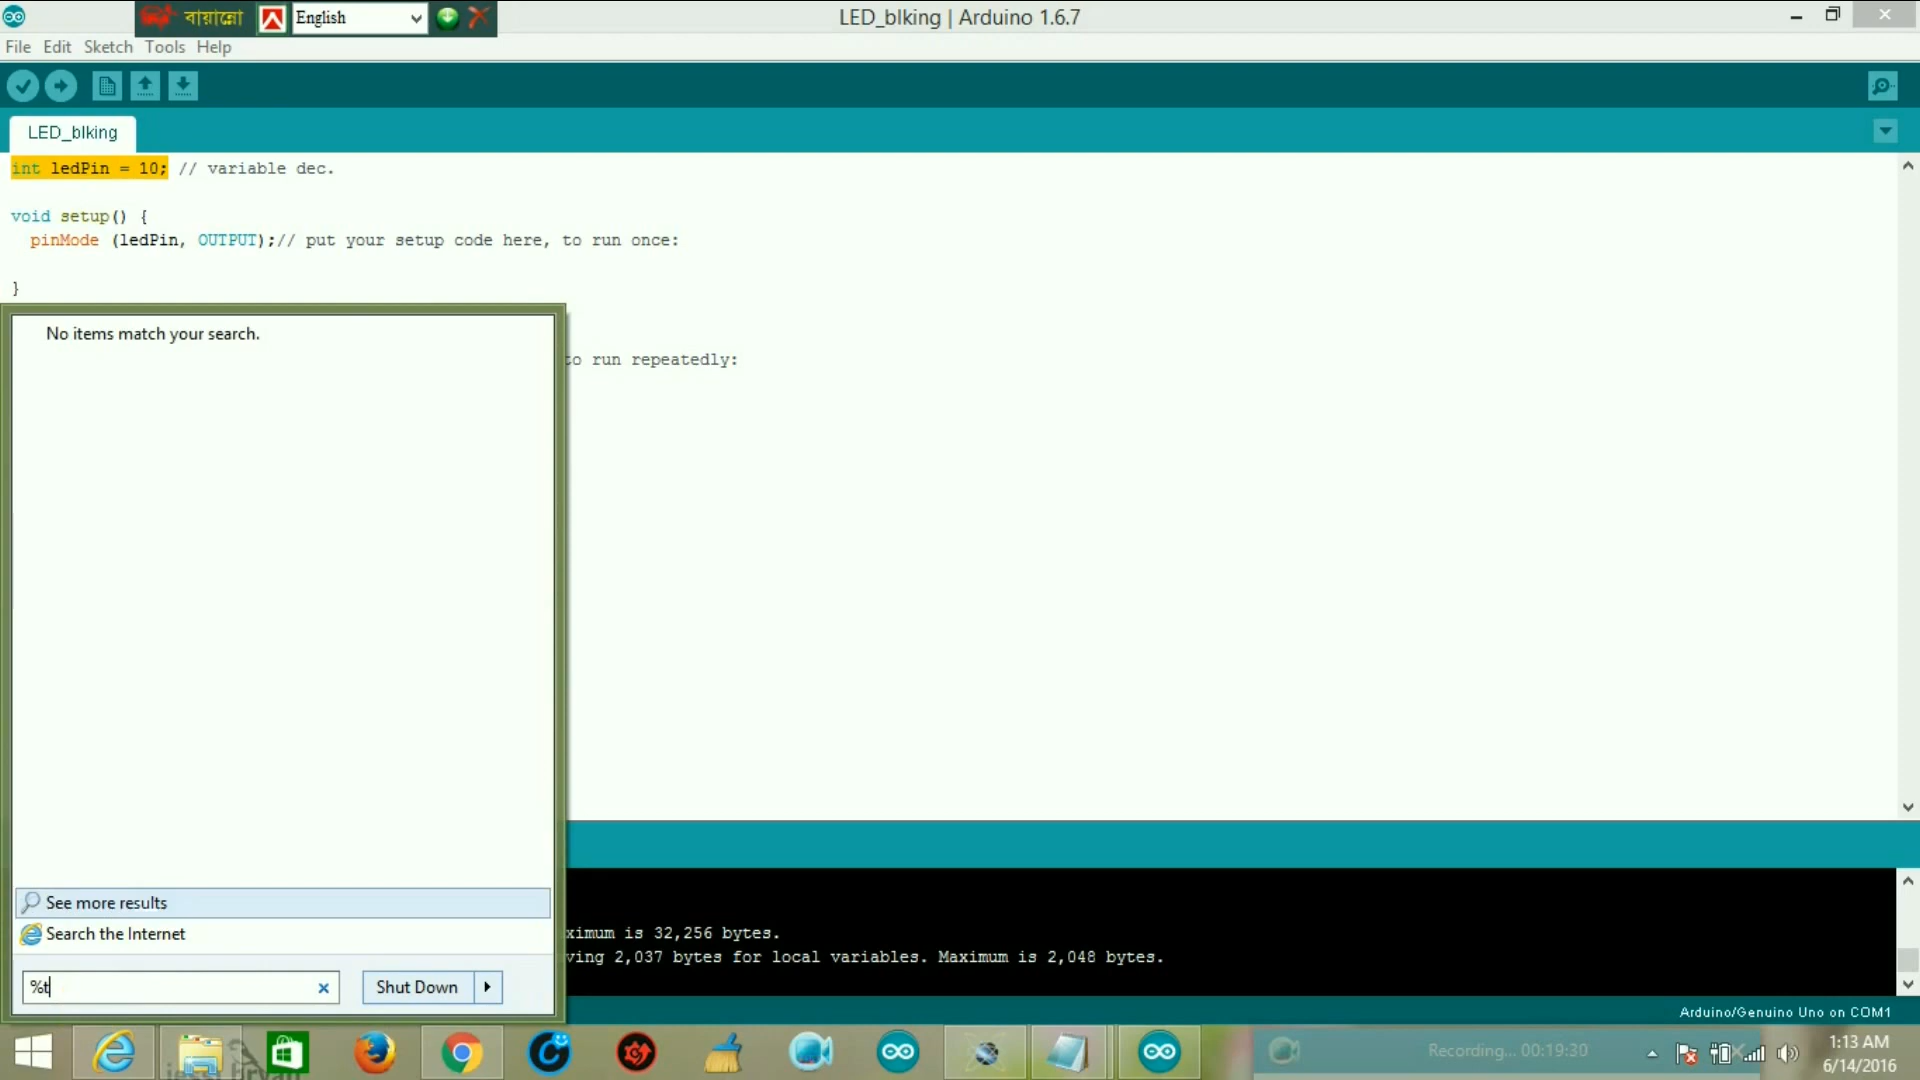 বায়ান্নো
English
LED_blking | Arduino 1.6.7
File Edit Sketch Tools Help
LED_blking
int ledPin = 10; // variable dec.
void setup() {
pinMode (ledPin, OUTPUT);// put your setup code here, to run once:
}
No items match your search.
to run repeatedly:
See more results
Search the Internet
ximum is 32,256 bytes.
ving 2,037 bytes for local variables. Maximum is 2,048 bytes.
%t
Shut Down
Arduino/Genuino Uno on COM1
Recording... 00:19:30
1:13 AM
6/14/2016